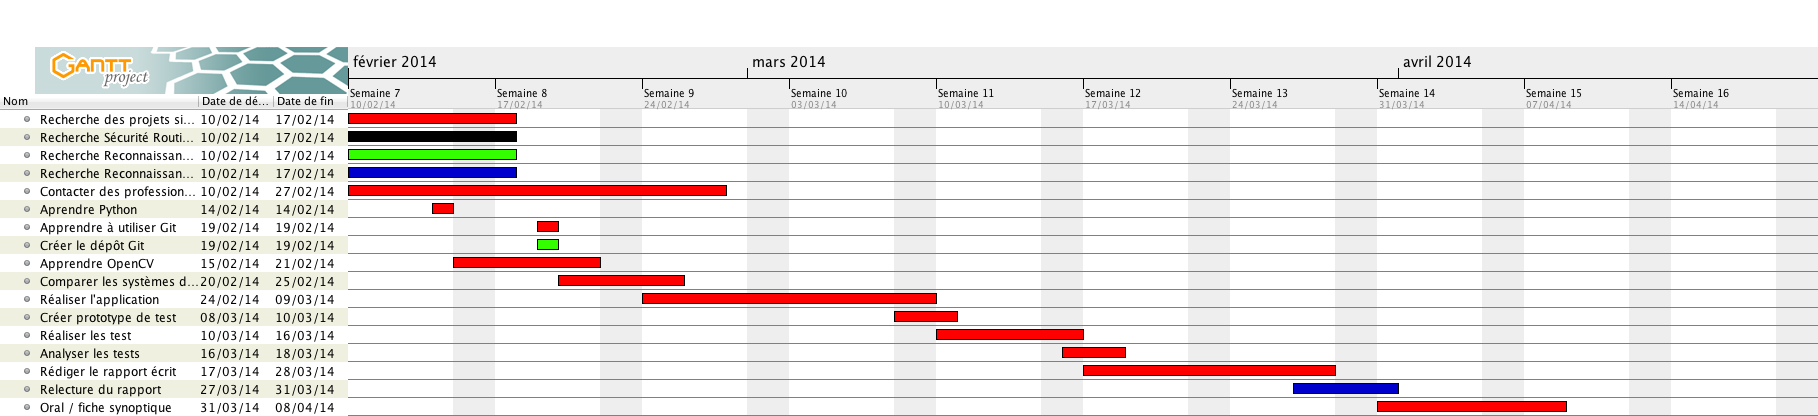 GANTT
project
février 2014 mars 2014 avril 2014
Nom Date de dé... Date de fin
Semaine 7 Semaine 8 Semaine 9 Semaine 10 Semaine 11 Semaine 12 Semaine 13 Semaine 14 Semaine 15 Semaine 16
10/02/14 17/02/14 24/02/14 03/03/14 10/03/14 17/03/14 24/03/14 31/03/14 07/04/14 14/04/14
Recherche des projets si... 10/02/14 17/02/14
Recherche Sécurité Routi... 10/02/14 17/02/14
Recherche Reconnaissan... 10/02/14 17/02/14
Recherche Reconnaissan... 10/02/14 17/02/14
Contacter des profession... 10/02/14 27/02/14
Aprendre Python 14/02/14 14/02/14
Apprendre à utiliser Git 19/02/14 19/02/14
Créer le dépôt Git 19/02/14 19/02/14
Apprendre OpenCV 15/02/14 21/02/14
Comparer les systèmes d... 20/02/14 25/02/14
Réaliser l'application 24/02/14 09/03/14
Créer prototype de test 08/03/14 10/03/14
Réaliser les test 10/03/14 16/03/14
Analyser les tests 16/03/14 18/03/14
Rédiger le rapport écrit 17/03/14 28/03/14
Relecture du rapport 27/03/14 31/03/14
Oral / fiche synoptique 31/03/14 08/04/14